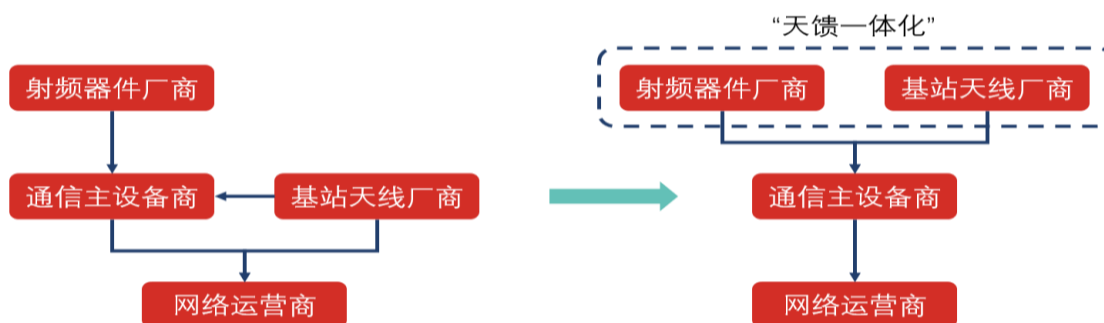 “天馈一体化”
射频器件厂商
射频器件厂商
基站天线厂商
通信主设备商
基站天线厂商
通信主设备商
网络运营商
网络运营商